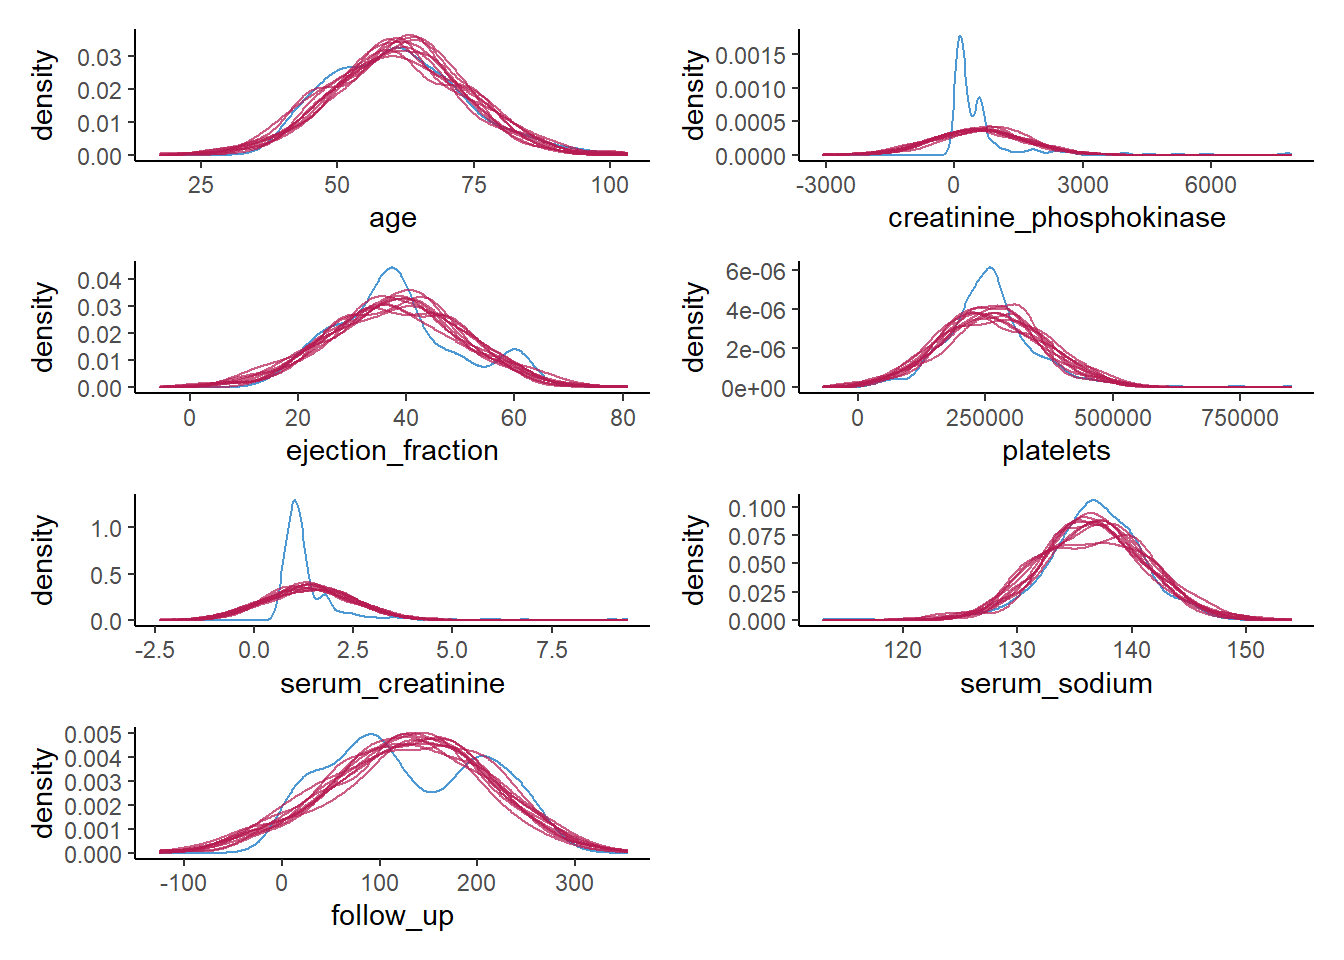 density
0.03
0.02
0.01
0.00
25 50 75 100
age
density
0.0015
0.0010
0.0005
0.0000
-3000 0 3000 6000
creatinine_phosphokinase
density
0.04
0.03
0.02
0.01
0.00
0 20 40 60 80
ejection_fraction
density
6e-06
4e-06
2e-06
0e+00
0 250000 500000 750000
platelets
density
1.0
0.5
0.0
-2.5 0.0 2.5 5.0 7.5
serum_creatinine
density
0.100
0.075
0.050
0.025
0.000
120 130 140 150
serum_sodium
density
0.005
0.004
0.003
0.002
0.001
0.000
-100 0 100 200 300
follow_up